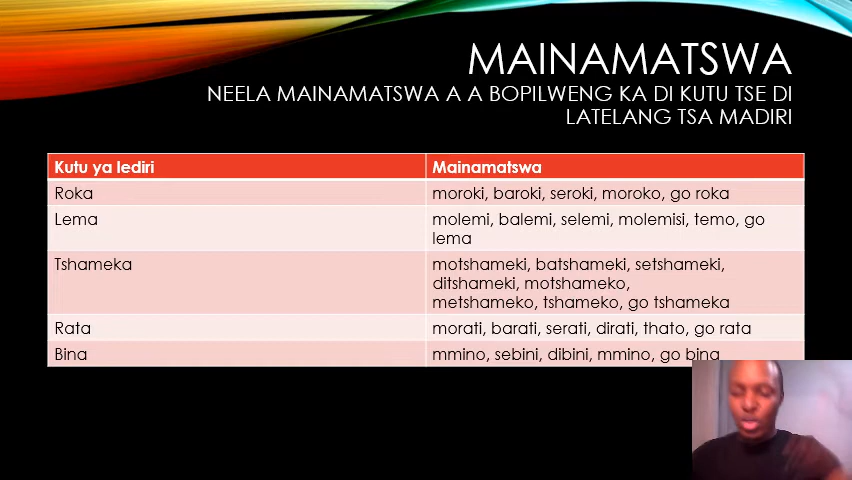 MAINAMATSWA
NEELA MAINAMATSWA A A BOPILWENG KA DI KUTU TSE DI
LATELANG TSA MADIRI
Kutu ya lediri
Mainamatswa
Roka
moroki, baroki, seroki, moroko, go roka
Lema
molemi, balemi, selemi, molemisi, temo, go
lema
Tshameka
motshameki, batshameki, setshameki,
ditshameki, motshameko,
metshameko, tshameko, go tshameka
Rata
morati, barati, serati, dirati, thato, go rata
Bina
mmino, sebini, dibini, mmino, go bina